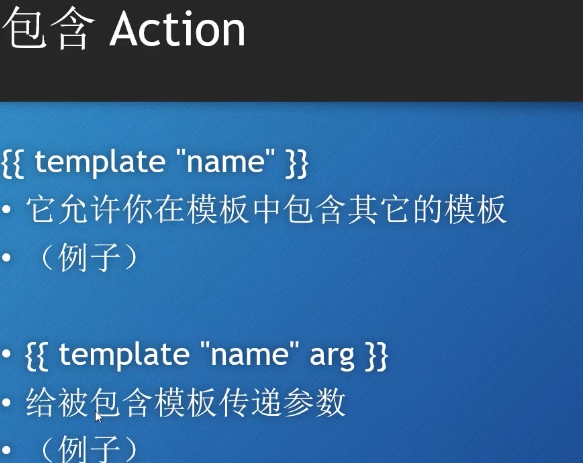 包含 Action
{{ template "name" }}
• 它允许你在模板中包含其它的模板
• （例子）
• {{ template "name" arg }}
• 给被包含模板传递参数
• （例子）